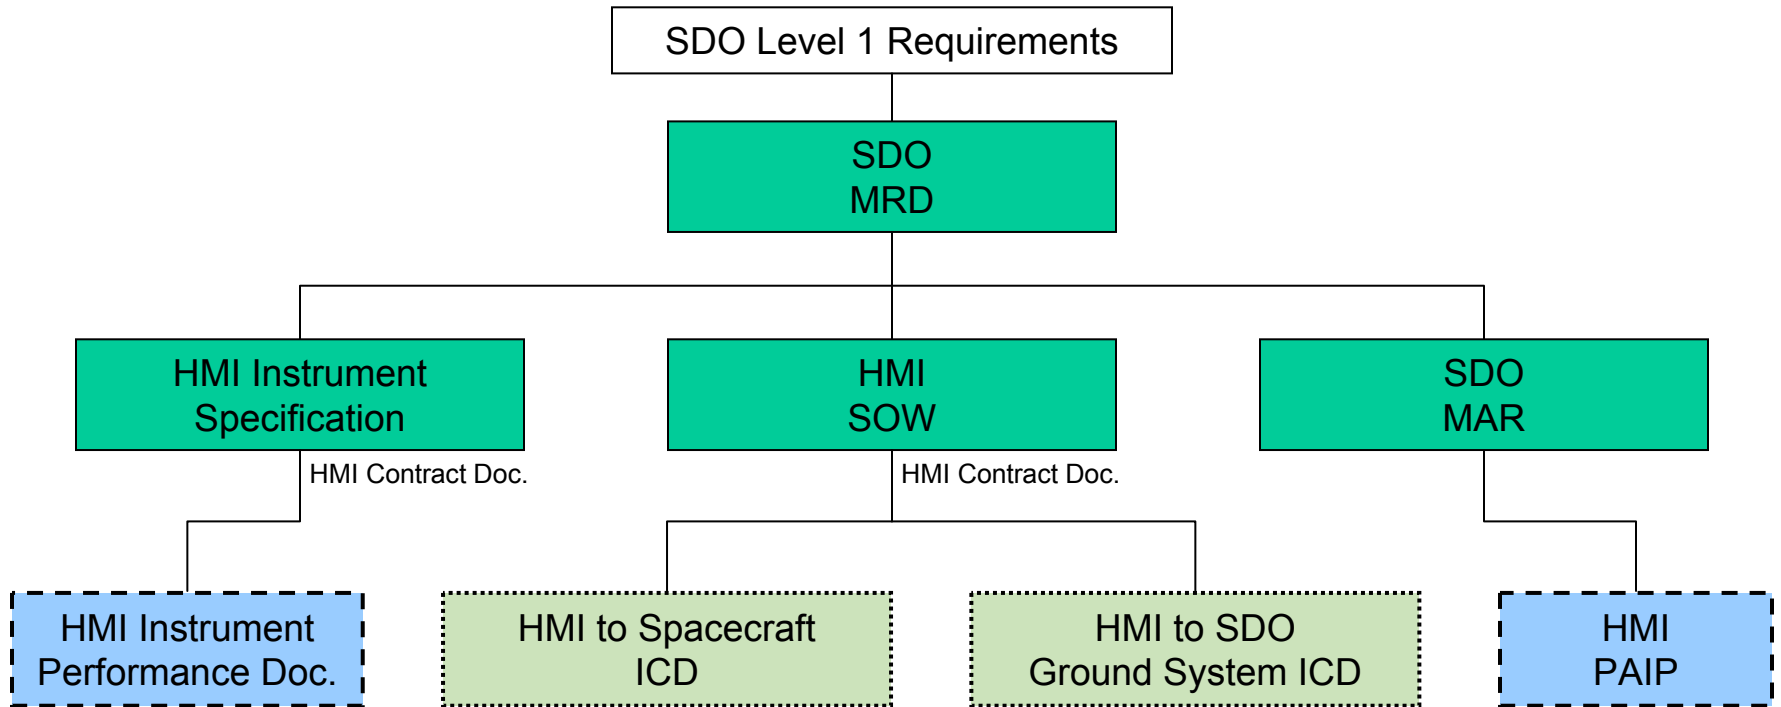 SDO Level 1 Requirements
SDO
MRD
HMI Instrument
Specification
HMI
SOW
SDO
MAR
HMI Contract Doc.
HMI Contract Doc.
HMI Instrument
Performance Doc.
HMI to Spacecraft
ICD
HMI to SDO
Ground System ICD
HMI
PAIP